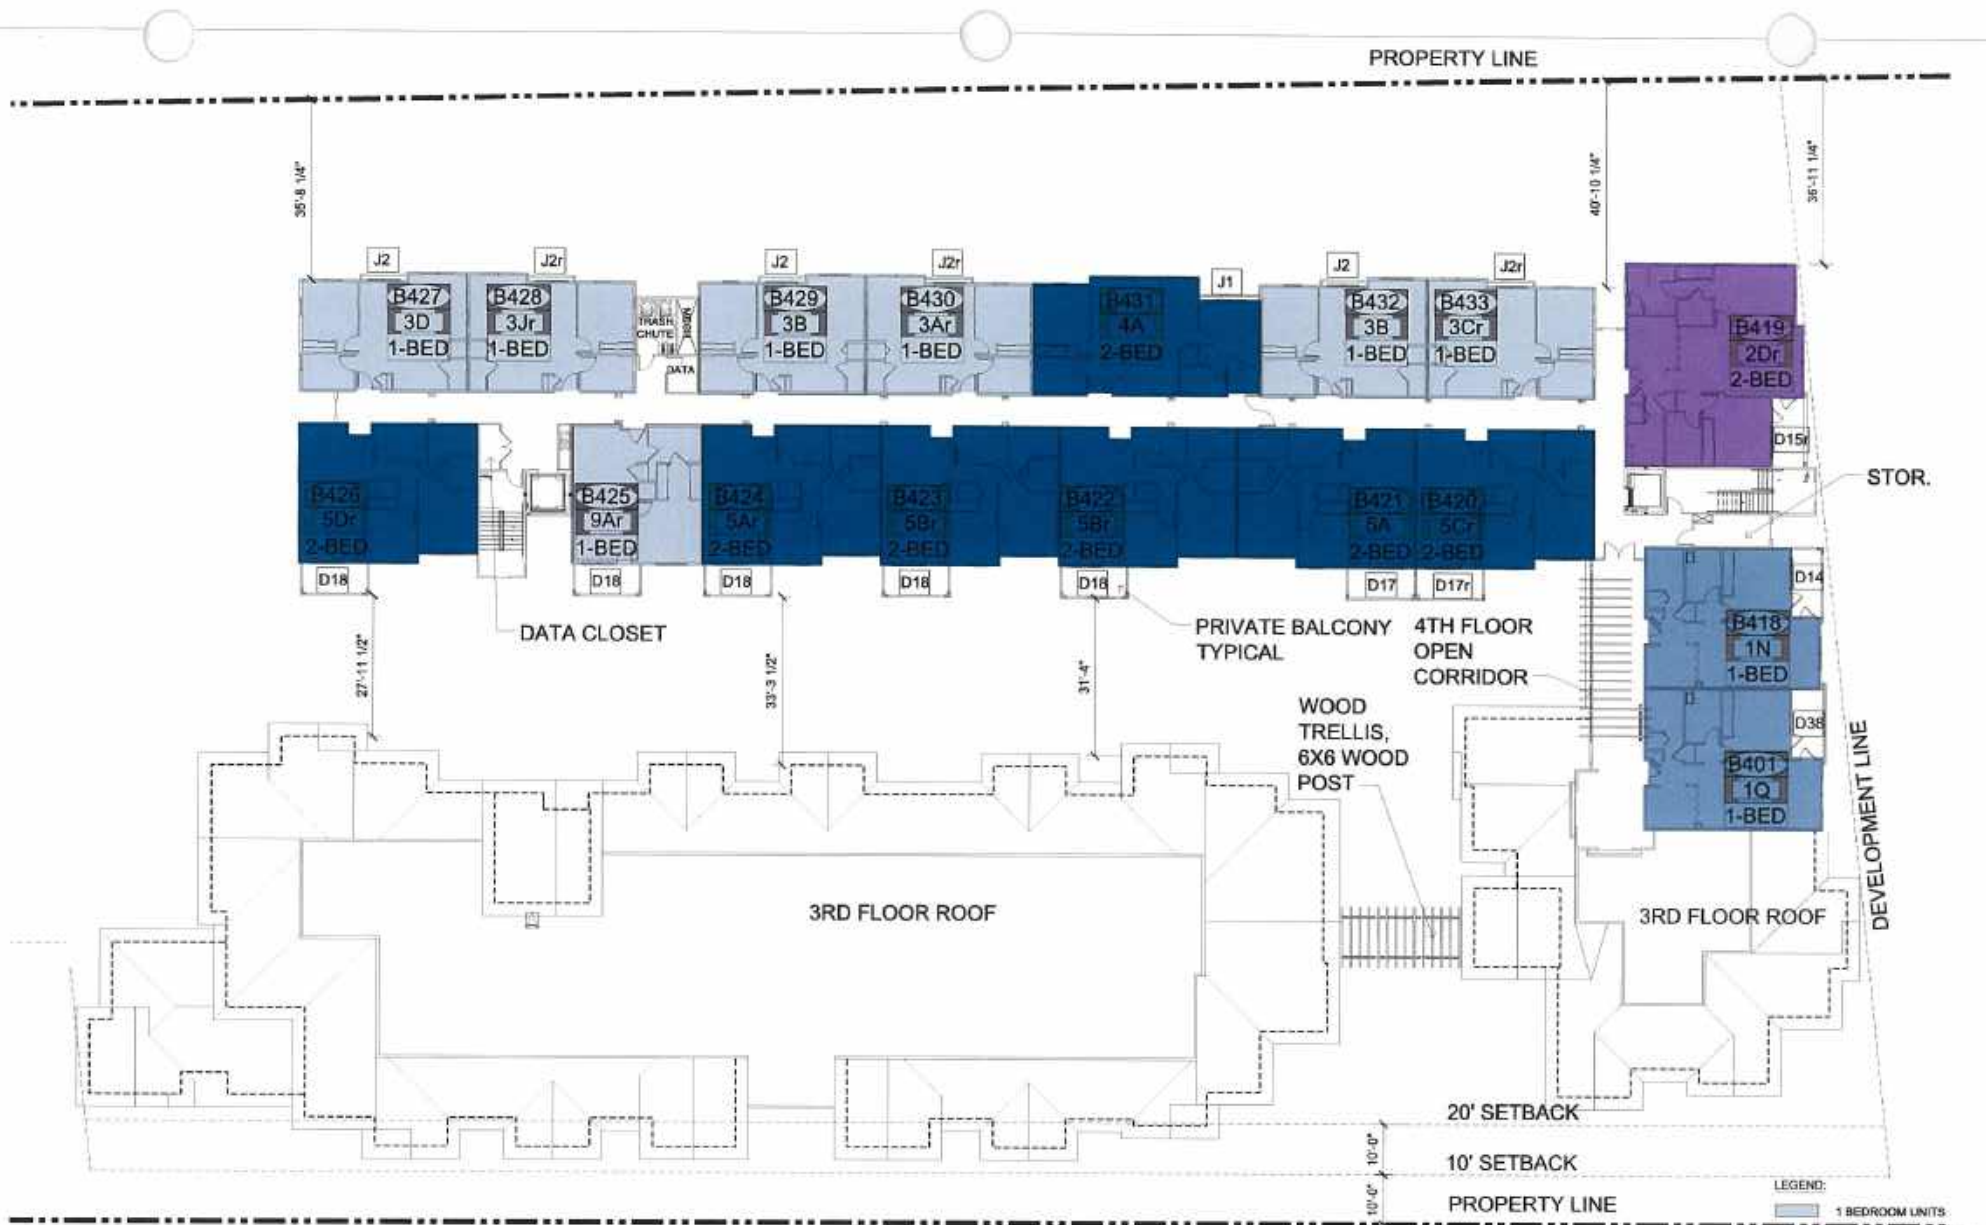 PROPERTY LINE
35'-8 1/4"
40'-10 1/4"
36'-11 1/4"
J2
J2r
J2
J2r
J1
J2
J2r
B427
3D
1-BED
B428
3Jr
1-BED
TRASH
CHUTE
DATA
B429
3B
1-BED
B430
3Ar
1-BED
B431
4A
2-BED
B432
3B
1-BED
B433
3Cr
1-BED
B419
2Dr
2-BED
D15r
STOR.
B426
5Dr
2-BED
B425
9Ar
1-BED
B424
5Ar
2-BED
B423
5Br
2-BED
B422
5Br
2-BED
B421
5A
2-BED
B420
5Cr
2-BED
D18
D18
D18
D18
D18
D17
D17r
D14
B418
1N
1-BED
D38
B401
1Q
1-BED
DATA CLOSET
PRIVATE BALCONY
TYPICAL
4TH FLOOR
OPEN
CORRIDOR
27'-11 1/2"
33'-3 1/2"
31'-4"
WOOD
TRELLIS,
6X6 WOOD
POST
DEVELOPMENT LINE
3RD FLOOR ROOF
3RD FLOOR ROOF
20' SETBACK
10'-0"
10' SETBACK
10'-0"
PROPERTY LINE
LEGEND:
1 BEDROOM UNITS